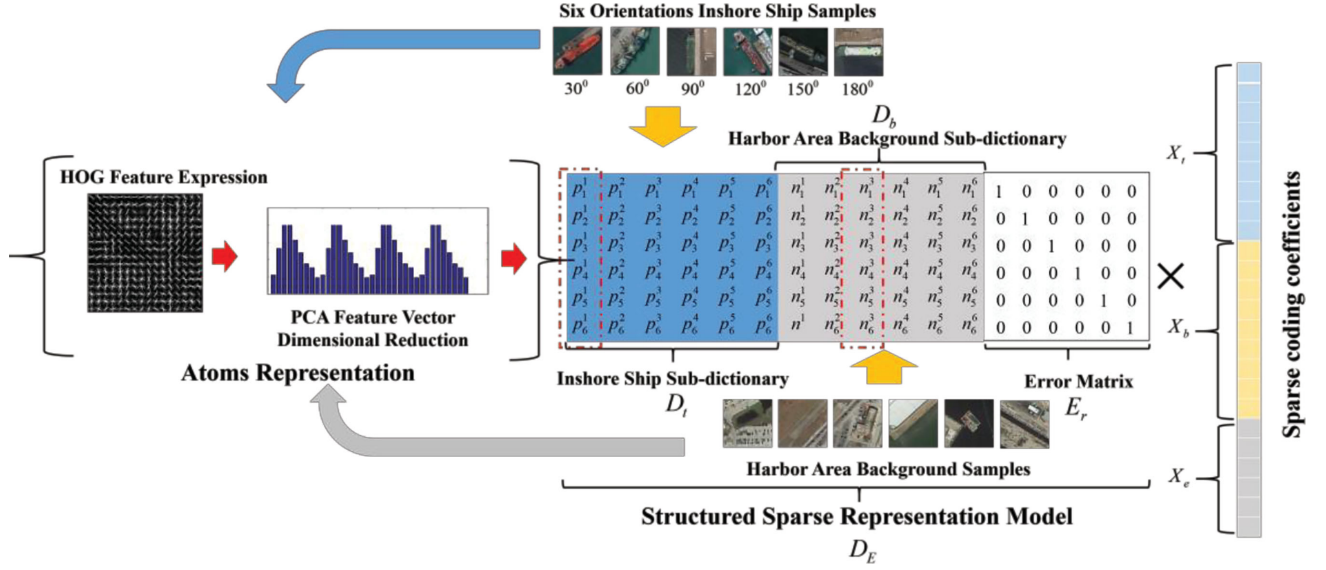 Six Orientations Inshore Ship Samples
30⁰ 60⁰ 90⁰ 120⁰ 150⁰ 180⁰
D_b
Harbor Area Background Sub-dictionary
HOG Feature Expression
PCA Feature Vector
Dimensional Reduction
Atoms Representation
p_1^1 p_1^2 p_1^3 p_1^4 p_1^5 p_1^6 n_1^1 n_1^2 n_1^3 n_1^4 n_1^5 n_1^6 1 0 0 0 0 0
p_2^1 p_2^2 p_2^3 p_2^4 p_2^5 p_2^6 n_2^1 n_2^2 n_2^3 n_2^4 n_2^5 n_2^6 0 1 0 0 0 0
p_3^1 p_3^2 p_3^3 p_3^4 p_3^5 p_3^6 n_3^1 n_3^2 n_3^3 n_3^4 n_3^5 n_3^6 0 0 1 0 0 0
p_4^1 p_4^2 p_4^3 p_4^4 p_4^5 p_4^6 n_4^1 n_4^2 n_4^3 n_4^4 n_4^5 n_4^6 0 0 0 1 0 0
p_5^1 p_5^2 p_5^3 p_5^4 p_5^5 p_5^6 n_5^1 n_5^2 n_5^3 n_5^4 n_5^5 n_5^6 0 0 0 0 1 0
p_6^1 p_6^2 p_6^3 p_6^4 p_6^5 p_6^6 n^1 n_6^2 n_6^3 n_6^4 n_6^5 n_6^6 0 0 0 0 0 1
×
Inshore Ship Sub-dictionary
D_t
Error Matrix
E_r
Harbor Area Background Samples
Structured Sparse Representation Model
D_E
X_t
X_b
X_e
Sparse coding coefficients